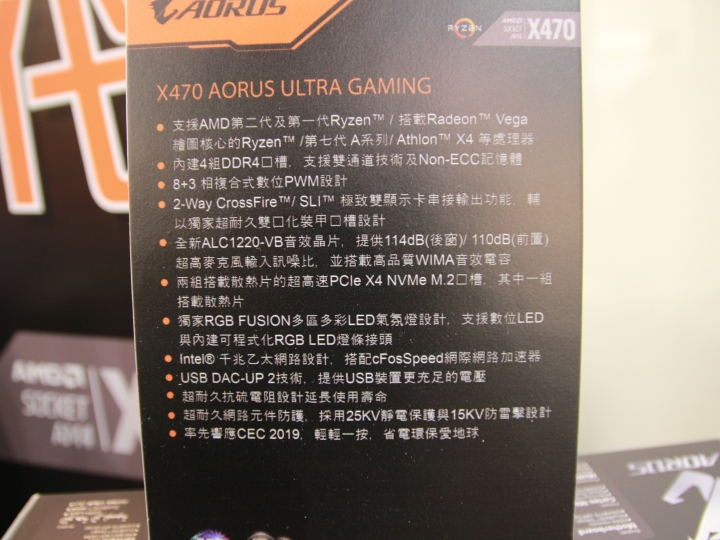 AORUS
RYZEN
AMD
SOCKET
AM4
X470
X470 AORUS ULTRA GAMING
支援AMD第二代及第一代Ryzen™ / 搭載Radeon™ Vega
繪圖核心的Ryzen™ /第七代 A系列/ Athlon™ X4 等處理器
內建4組DDR4□槽，支援雙通道技術及Non-ECC記憶體
8+3 相複合式數位PWM設計
2-Way CrossFire™/ SLI™ 極致雙顯示卡串接輸出功能，輔
以獨家超耐久雙□化裝甲□槽設計
全新ALC1220-VB音效晶片，提供114dB(後窗)/ 110dB(前置)
超高麥克風輸入訊噪比，並搭載高品質WIMA音效電容
兩組搭載散熱片的超高速PCIe X4 NVMe M.2□槽，其中一組
搭載散熱片
獨家RGB FUSION多區多彩LED氣氛燈設計，支援數位LED
與內建可程式化RGB LED燈條接頭
Intel® 千兆乙太網路設計，搭配cFosSpeed網際網路加速器
USB DAC-UP 2技術，提供USB裝置更充足的電壓
超耐久抗硫電阻設計延長使用壽命
超耐久網路元件防護，採用25KV靜電保護與15KV防雷擊設計
率先響應CEC 2019，輕輕一按，省電環保愛地球
AMD
SOCKET
AM4
X
AORUS
Motherboard